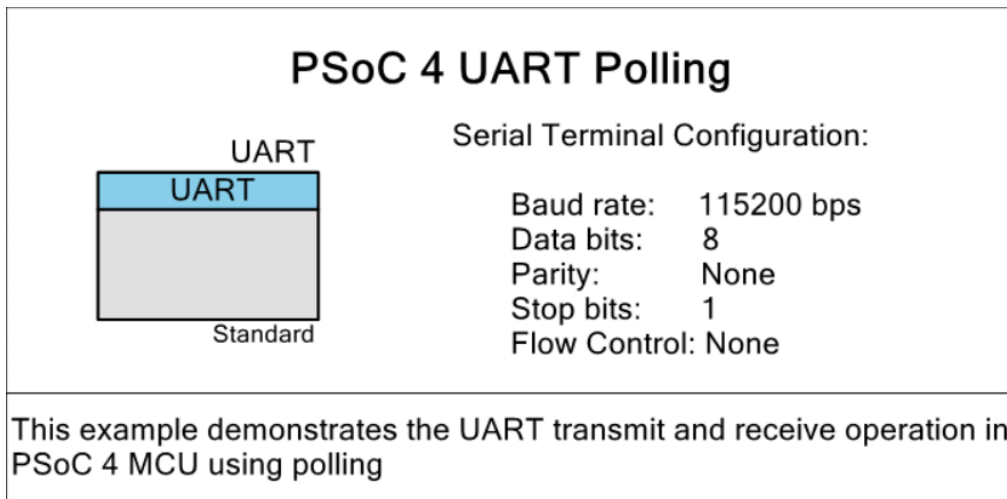 PSoC 4 UART Polling
UART
UART
Standard
Serial Terminal Configuration:
Baud rate: 115200 bps
Data bits: 8
Parity: None
Stop bits: 1
Flow Control: None
This example demonstrates the UART transmit and receive operation in
PSoC 4 MCU using polling